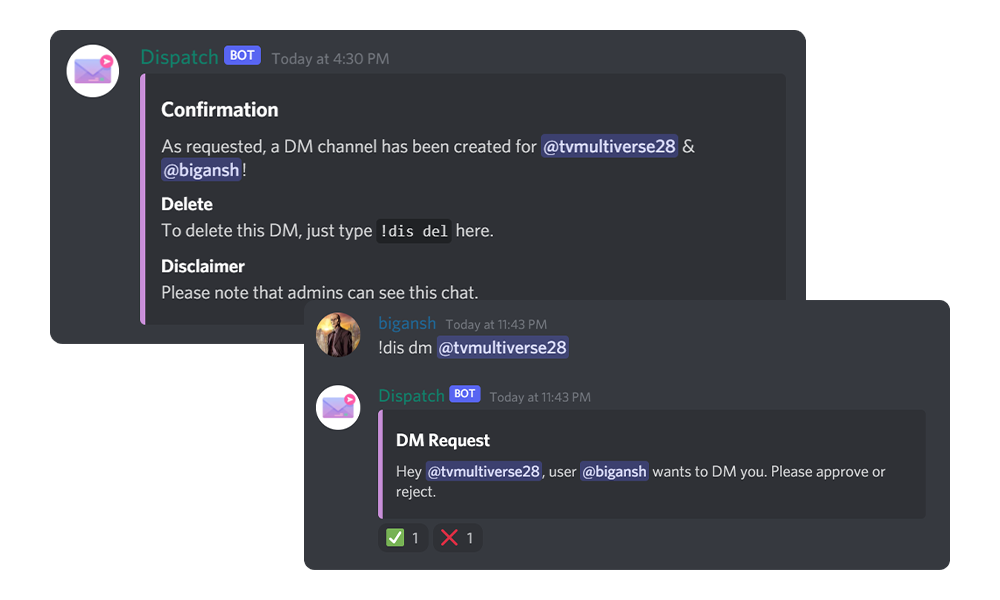 Dispatch BOT Today at 4:30 PM
Confirmation
As requested, a DM channel has been created for @tvmultiverse28 &
@bigansh!
Delete
To delete this DM, just type !dis del here.
Disclaimer
Please note that admins can see this chat.
bigansh Today at 11:43 PM
!dis dm @tvmultiverse28
Dispatch BOT Today at 11:43 PM
DM Request
Hey @tvmultiverse28, user @bigansh wants to DM you. Please approve or
reject.
1 1